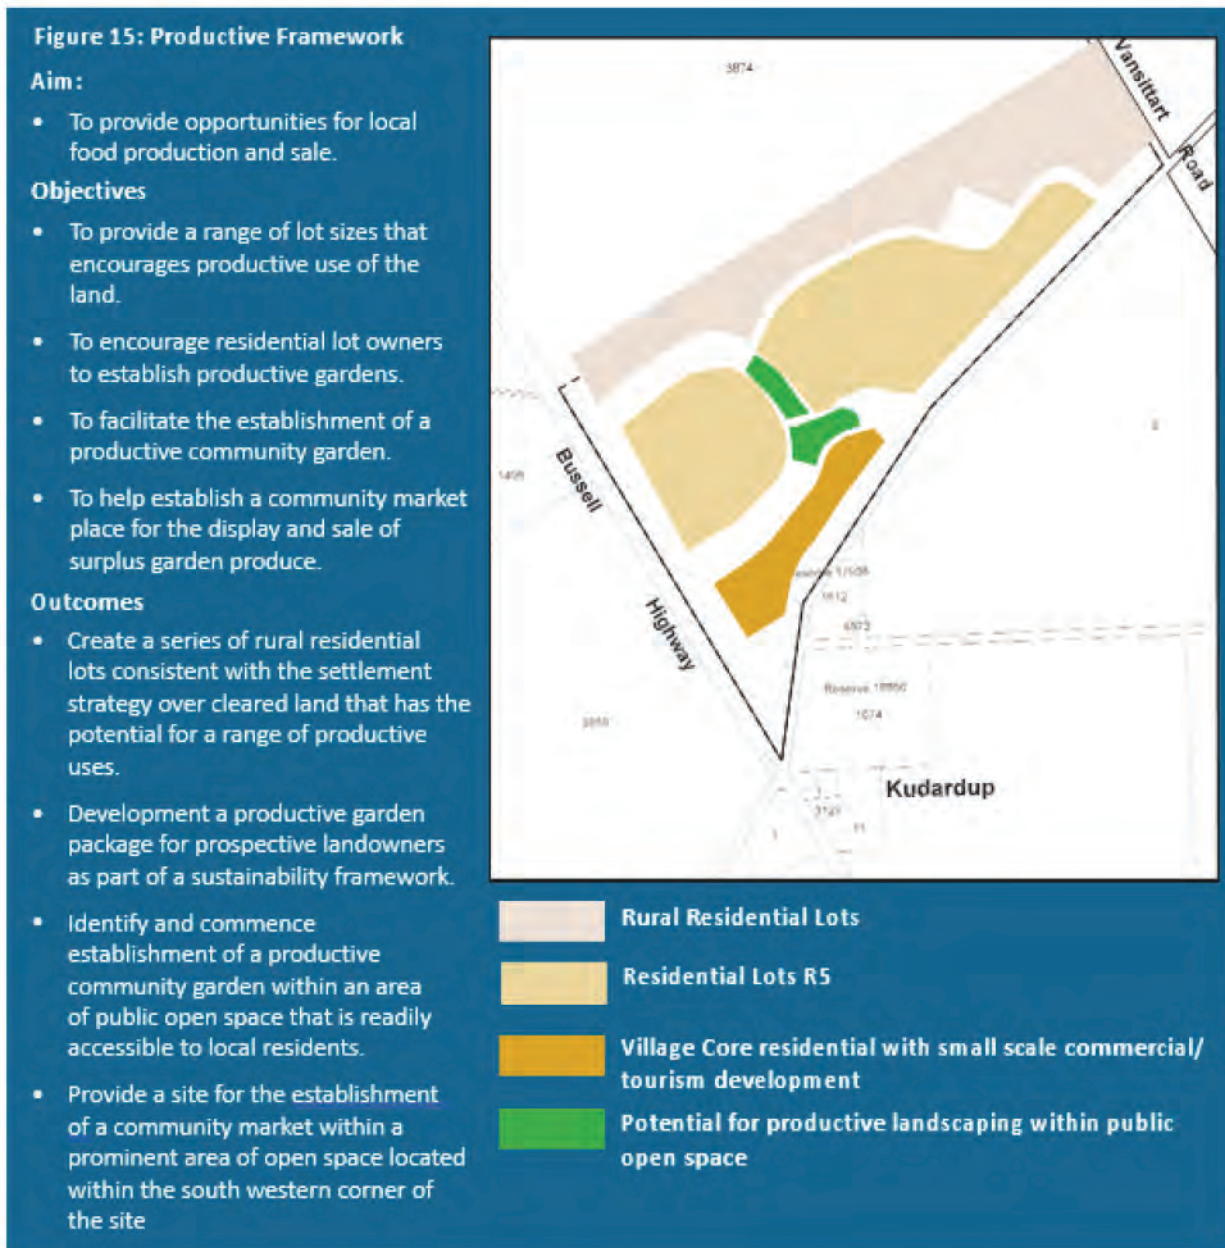 Figure 15: Productive Framework
Aim:
• To provide opportunities for local
food production and sale.
Objectives
• To provide a range of lot sizes that
encourages productive use of the
land.
• To encourage residential lot owners
to establish productive gardens.
• To facilitate the establishment of a
productive community garden.
• To help establish a community market
place for the display and sale of
surplus garden produce.
Outcomes
• Create a series of rural residential
lots consistent with the settlement
strategy over cleared land that has the
potential for a range of productive
uses.
• Development a productive garden
package for prospective landowners
as part of a sustainability framework.
• Identify and commence
establishment of a productive
community garden within an area
of public open space that is readily
accessible to local residents.
• Provide a site for the establishment
of a community market within a
prominent area of open space located
within the south western corner of
the site
3874
Vansittart
Road
Bussell
Highway
1612
4573
Reserve
1674
Kudardup
11
Rural Residential Lots
Residential Lots R5
Village Core residential with small scale commercial/
tourism development
Potential for productive landscaping within public
open space